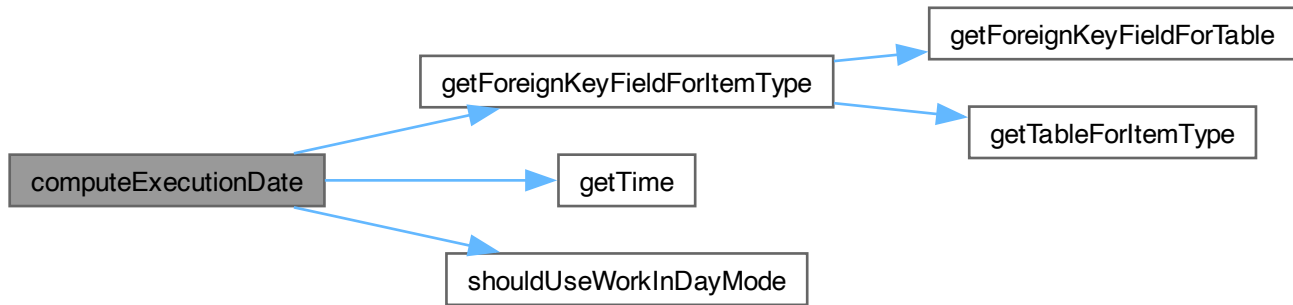 getForeignKeyFieldForTable
getForeignKeyFieldForItemType
getTableForItemType
computeExecutionDate
getTime
shouldUseWorkInDayMode